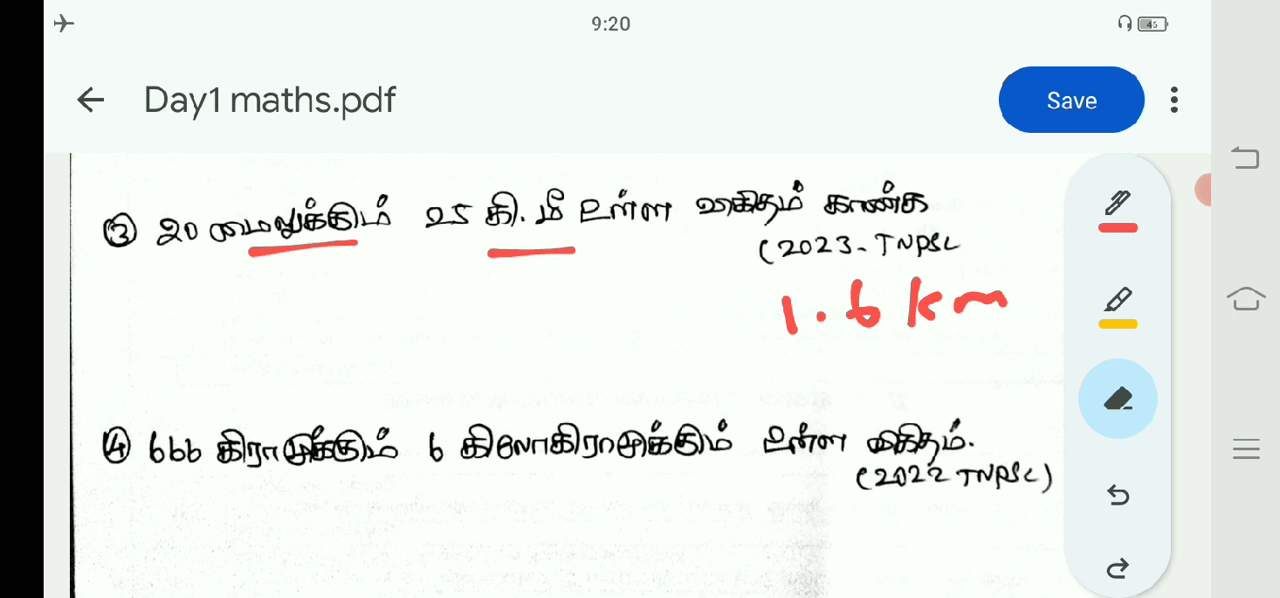 9:20
45
Day1 maths.pdf
Save
③ 20 மைலுக்கும் 25 கி.மீ உள்ள விகிதம் காண்க
(2023-TNPSC
1.6 km
④ 666 கிராமுக்கும் 6 கிலோகிராமுக்கும் உள்ள விகிதம்.
(2022 TNPSC)